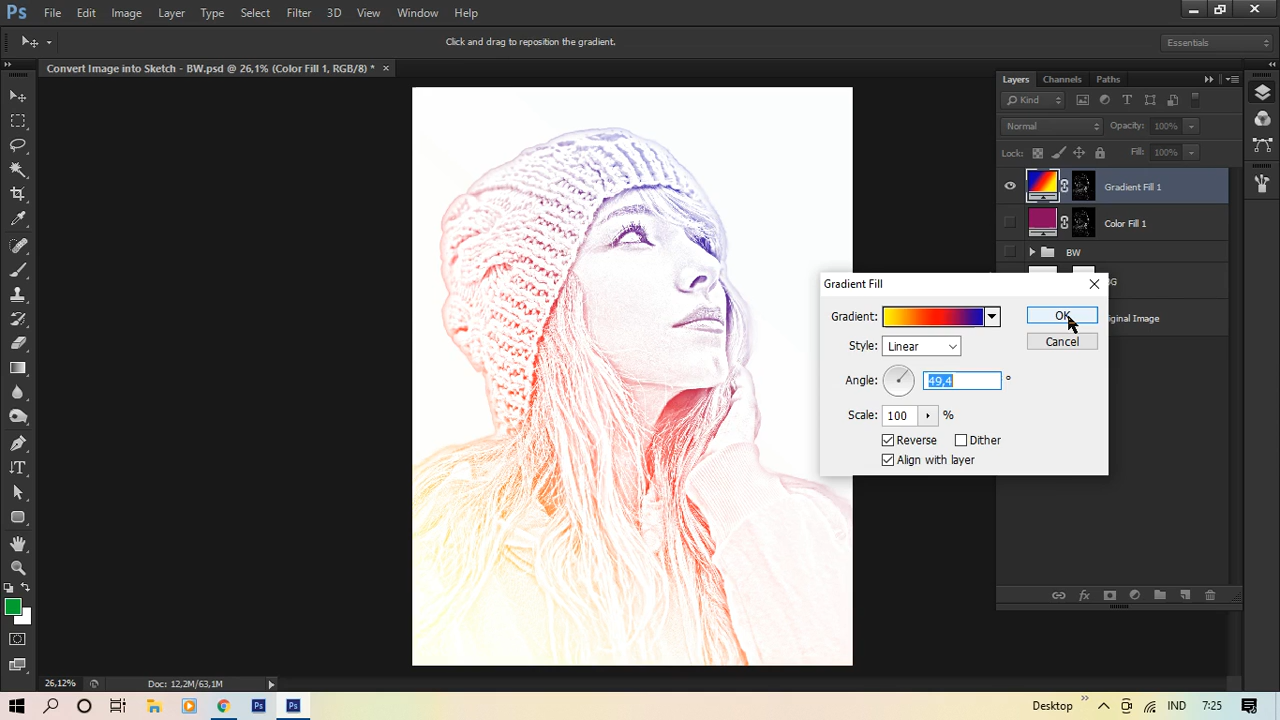 Ps File Edit Image Layer Type Select Filter 3D View Window Help
Click and drag to reposition the gradient.
Essentials
Convert Image into Sketch - BW.psd @ 26,1% (Color Fill 1, RGB/8) * ×
Layers Channels Paths
Kind
Normal Opacity: 100%
Lock: Fill: 100%
Gradient Fill 1
Color Fill 1
BW
Gradient Fill
Gradient: OK
Style: Linear Cancel
Angle: 49,4 °
Scale: 100 %
Reverse Dither
Align with layer
G
ginal Image
26,12% Doc: 12,2M/63,1M
Ps Ps Desktop IND 7:25